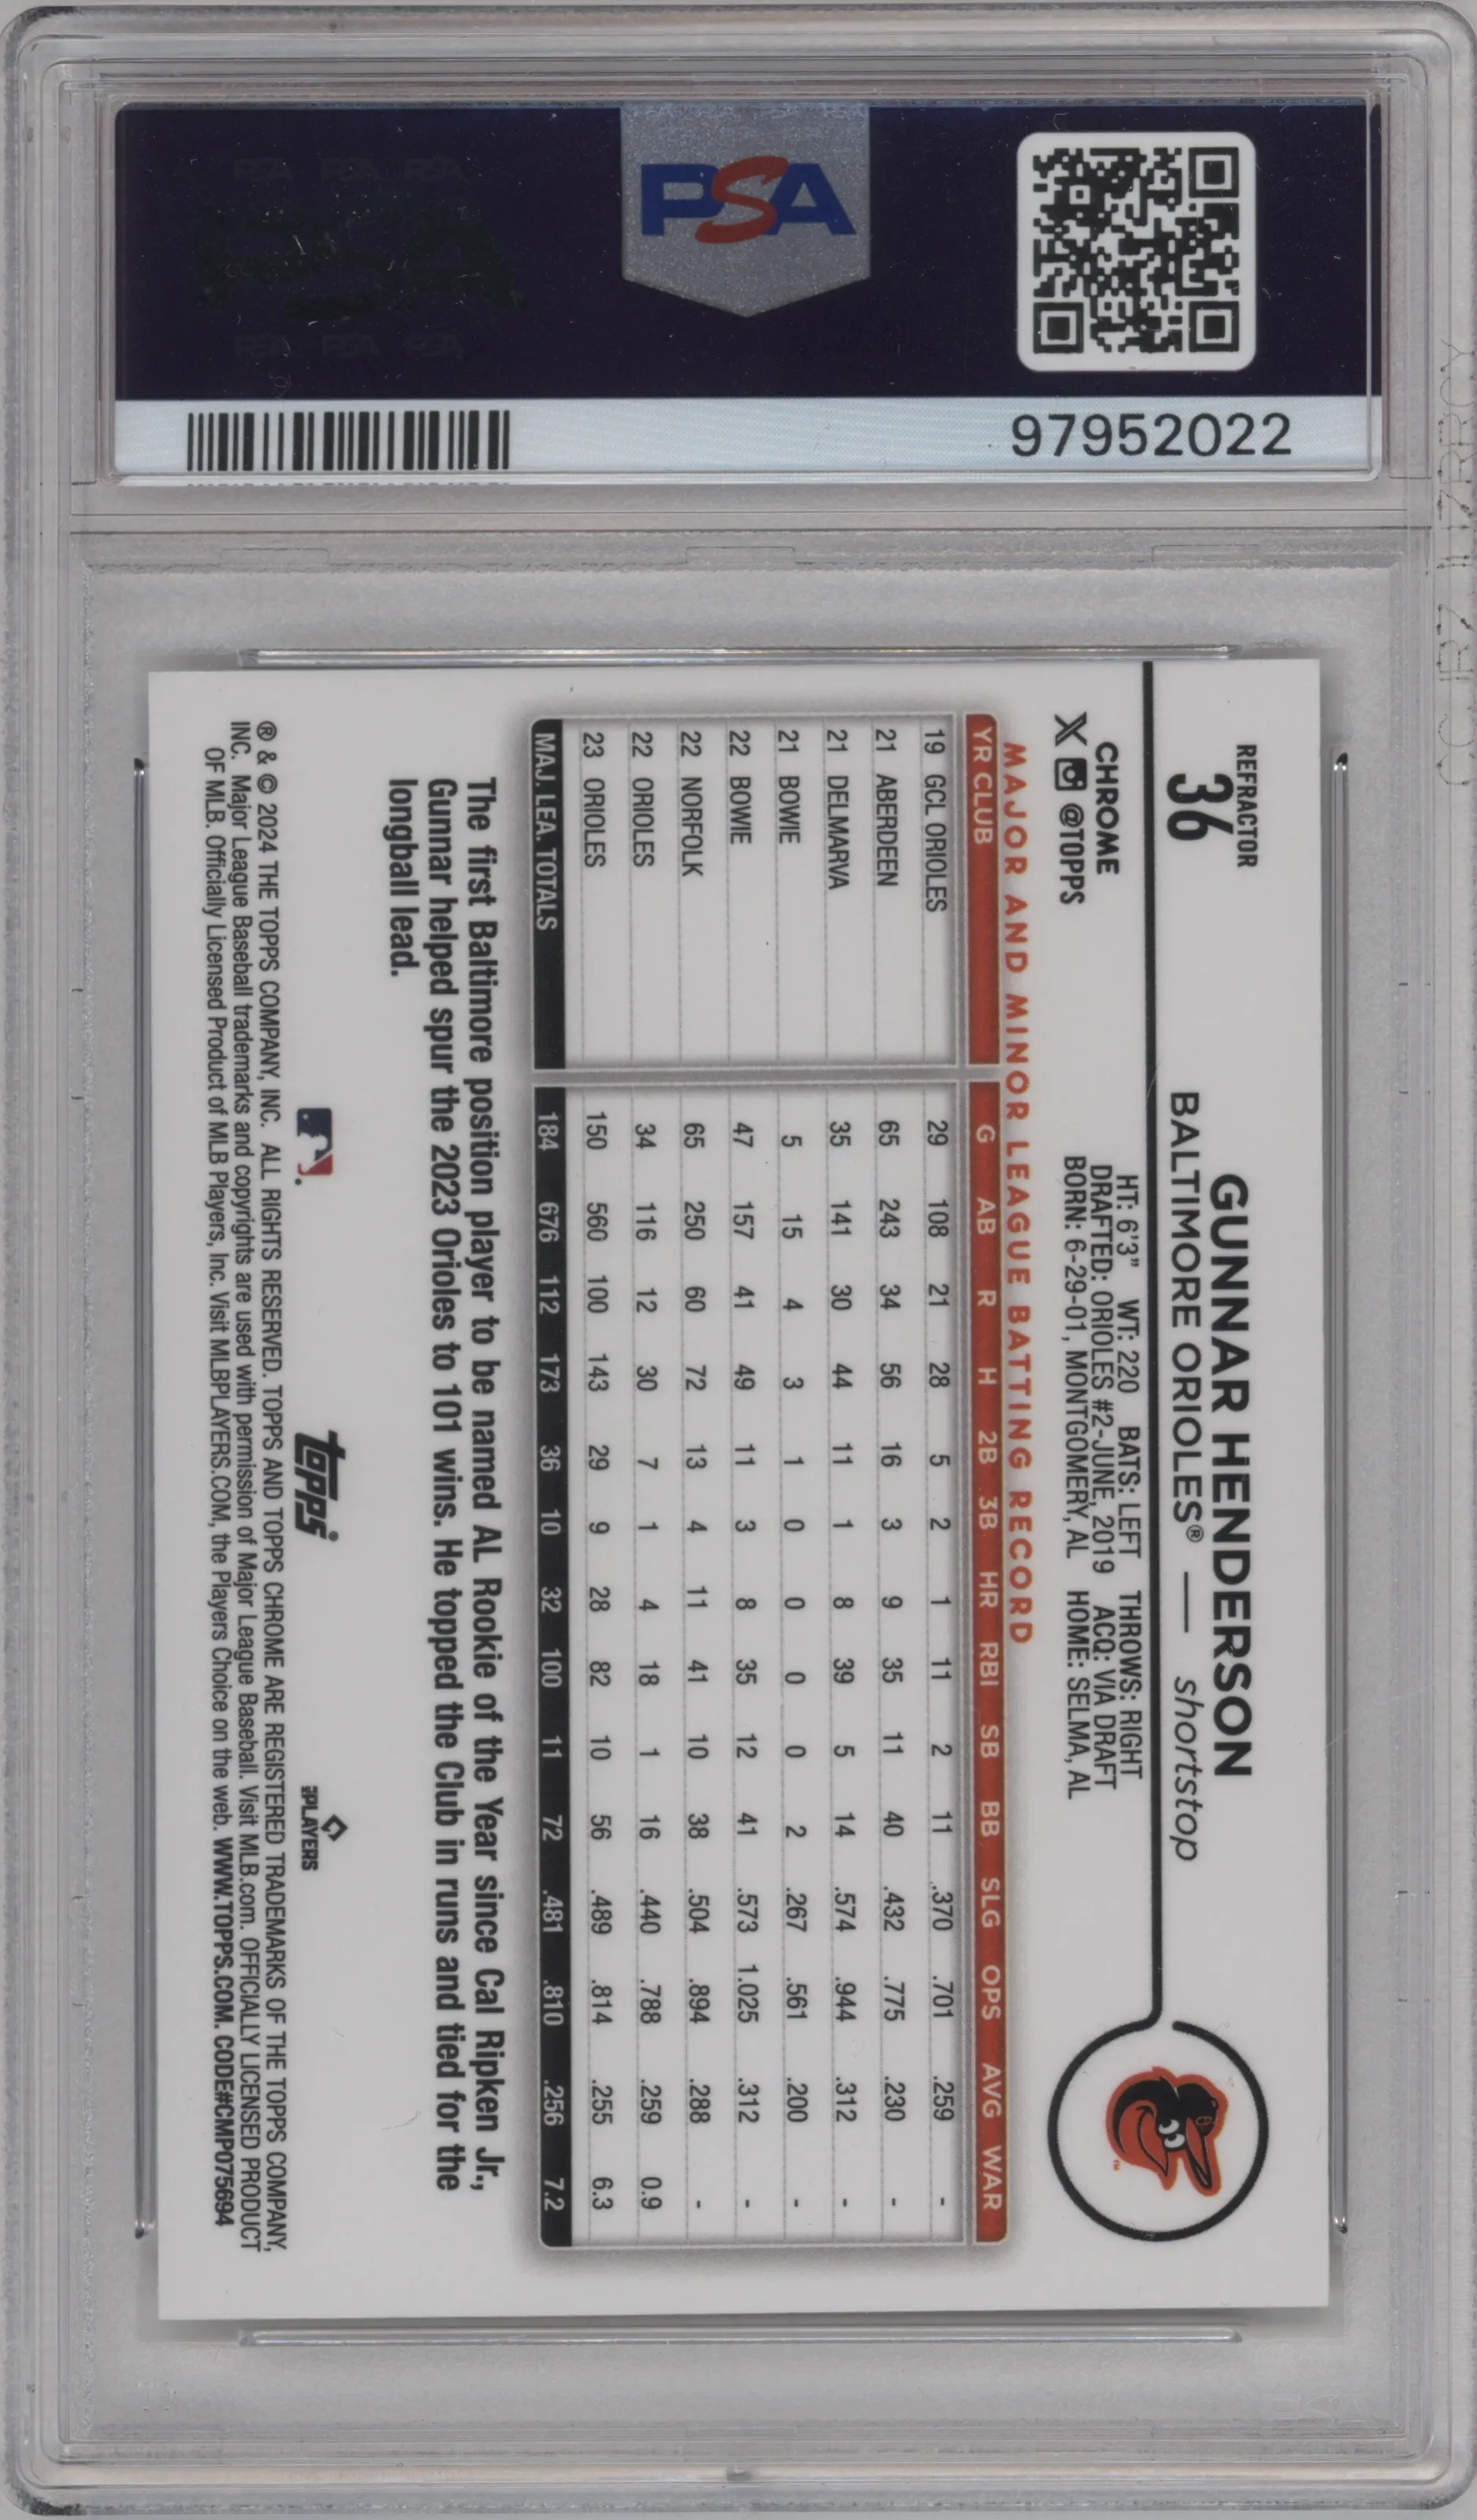 PSA
97952022
REFRACTOR
36
GUNNAR HENDERSON
BALTIMORE ORIOLES® — shortstop
CHROME
X @TOPPS
HT: 6'3" WT: 220 BATS: LEFT THROWS: RIGHT
DRAFTED: ORIOLES #2-JUNE, 2019 ACQ: VIA DRAFT
BORN: 6-29-01, MONTGOMERY, AL HOME: SELMA, AL
MAJOR AND MINOR LEAGUE BATTING RECORD
YR CLUB G AB R H 2B 3B HR RBI SB BB SLG OPS AVG WAR
19 GCL ORIOLES 29 108 21 28 5 2 1 11 2 11 .370 .701 .259 -
21 ABERDEEN 65 243 34 56 16 3 9 35 11 40 .432 .775 .230 -
21 DELMARVA 35 141 30 44 11 1 8 39 5 14 .574 .944 .312 -
21 BOWIE 5 15 4 3 1 0 0 0 0 2 .267 .561 .200 -
22 BOWIE 47 157 41 49 11 3 8 35 12 41 .573 1.025 .312 -
22 NORFOLK 65 250 60 72 13 4 11 41 10 38 .504 .894 .288 -
22 ORIOLES 34 116 12 30 7 1 4 18 1 16 .440 .788 .259 0.9
23 ORIOLES 150 560 100 143 29 9 28 82 10 56 .489 .814 .255 6.3
MAJ. LEA. TOTALS 184 676 112 173 36 10 32 100 11 72 .481 .810 .256 7.2
The first Baltimore position player to be named AL Rookie of the Year since Cal Ripken Jr.,
Gunnar helped spur the 2023 Orioles to 101 wins. He topped the Club in runs and tied for the
longball lead.
topps®
PLAYERS
® & © 2024 THE TOPPS COMPANY, INC. ALL RIGHTS RESERVED. TOPPS AND TOPPS CHROME ARE REGISTERED TRADEMARKS OF THE TOPPS COMPANY,
INC. Major League Baseball trademarks and copyrights are used with permission of Major League Baseball. Visit MLB.com. OFFICIALLY LICENSED PRODUCT
OF MLB. Officially Licensed Product of MLB Players, Inc. Visit MLBPLAYERS.COM, the Players Choice on the web. WWW.TOPPS.COM. CODE#CMP075694